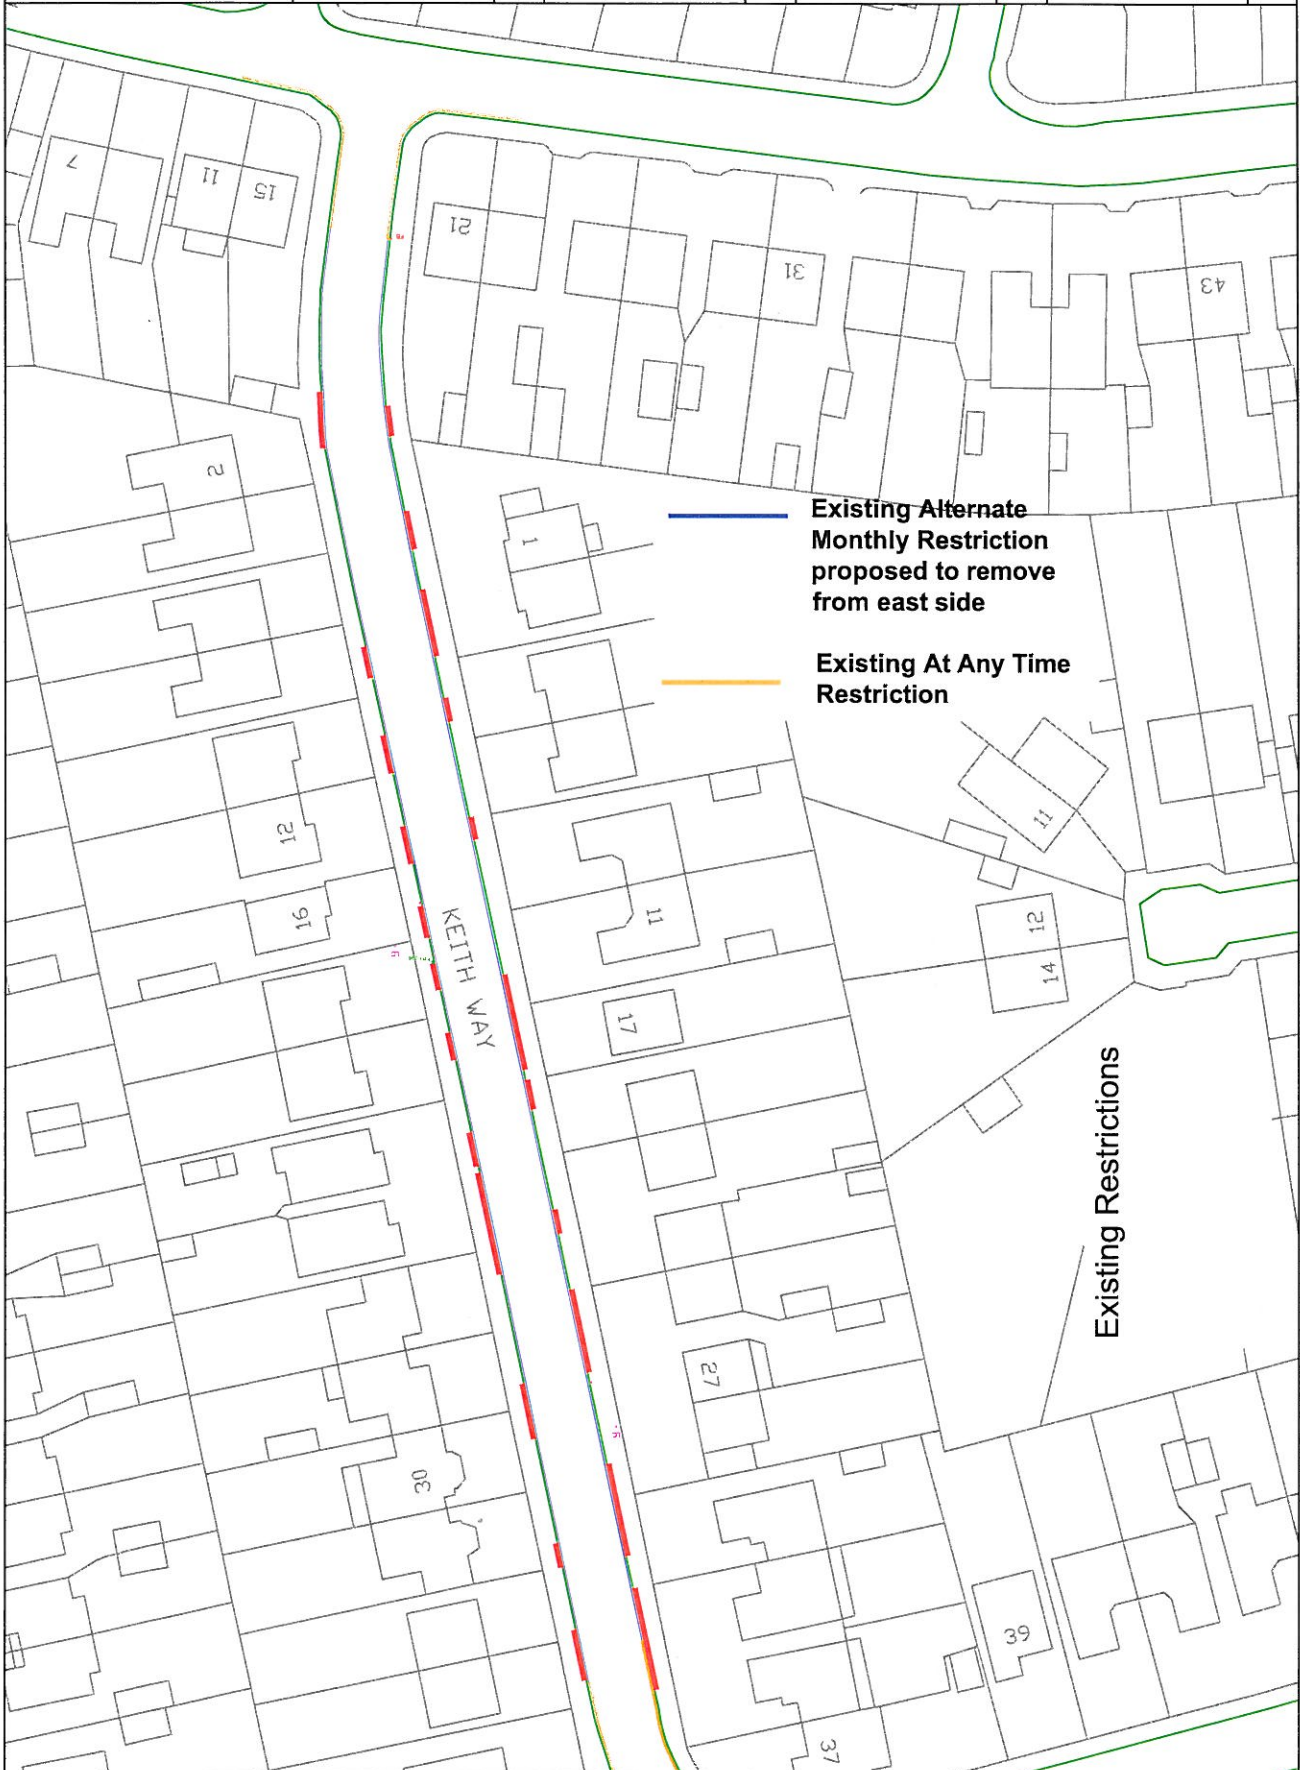 7
11
15
21
31
43
2
1
Existing Alternate
Monthly Restriction
proposed to remove
from east side
Existing At Any Time
Restriction
12
11
16
11
12
14
KEITH WAY
17
Existing Restrictions
27
30
39
37